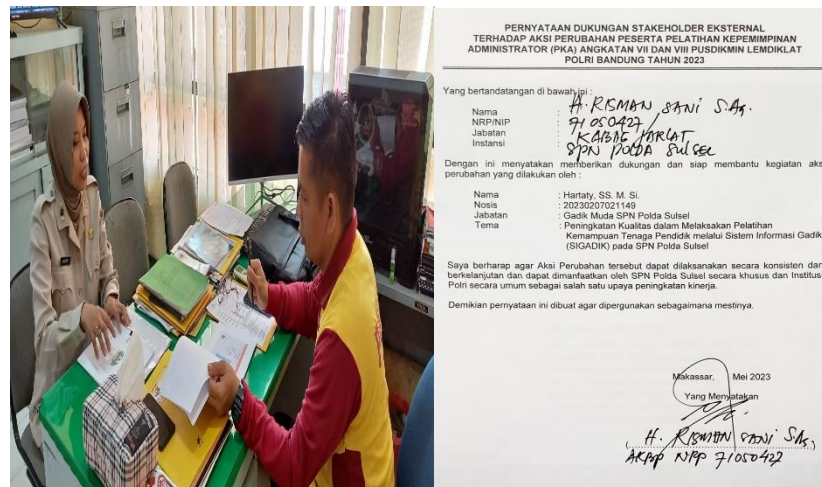 PERNYATAAN DUKUNGAN STAKEHOLDER EKSTERNAL
TERHADAP AKSI PERUBAHAN PESERTA PELATIHAN KEPEMIMPINAN
ADMINISTRATOR (PKA) ANGKATAN VII DAN VIII PUSDIKMIN LEMDIKLAT
POLRI BANDUNG TAHUN 2023
Yang bertandatangan di bawah ini :
Nama : H. RISMAN SANI S.Ag.
NRP/NIP : 71050427
Jabatan : KABAG JARLAT
Instansi : SPN POLDA SULSEL
Dengan ini menyatakan memberikan dukungan dan siap membantu kegiatan aks
perubahan yang dilakukan oleh :
Nama : Hartaty, SS. M. Si.
Nosis : 20230207021149
Jabatan : Gadik Muda SPN Polda Sulsel
Tema : Peningkatan Kualitas dalam Melaksakan Pelatihan
Kemampuan Tenaga Pendidik melalui Sistem Informasi Gadik
(SIGADIK) pada SPN Polda Sulsel
Saya berharap agar Aksi Perubahan tersebut dapat dilaksanakan secara konsisten dan
berkelanjutan dan dapat dimanfaatkan oleh SPN Polda Sulsel secara khusus dan Institus
Polri secara umum sebagai salah satu upaya peningkatan kinerja.
Demikian pernyataan ini dibuat agar dipergunakan sebagaimana mestinya.
Makassar, Mei 2023
Yang Menyatakan
( H. RISMAN SANI S.Ag. )
AKBP NRP 71050427